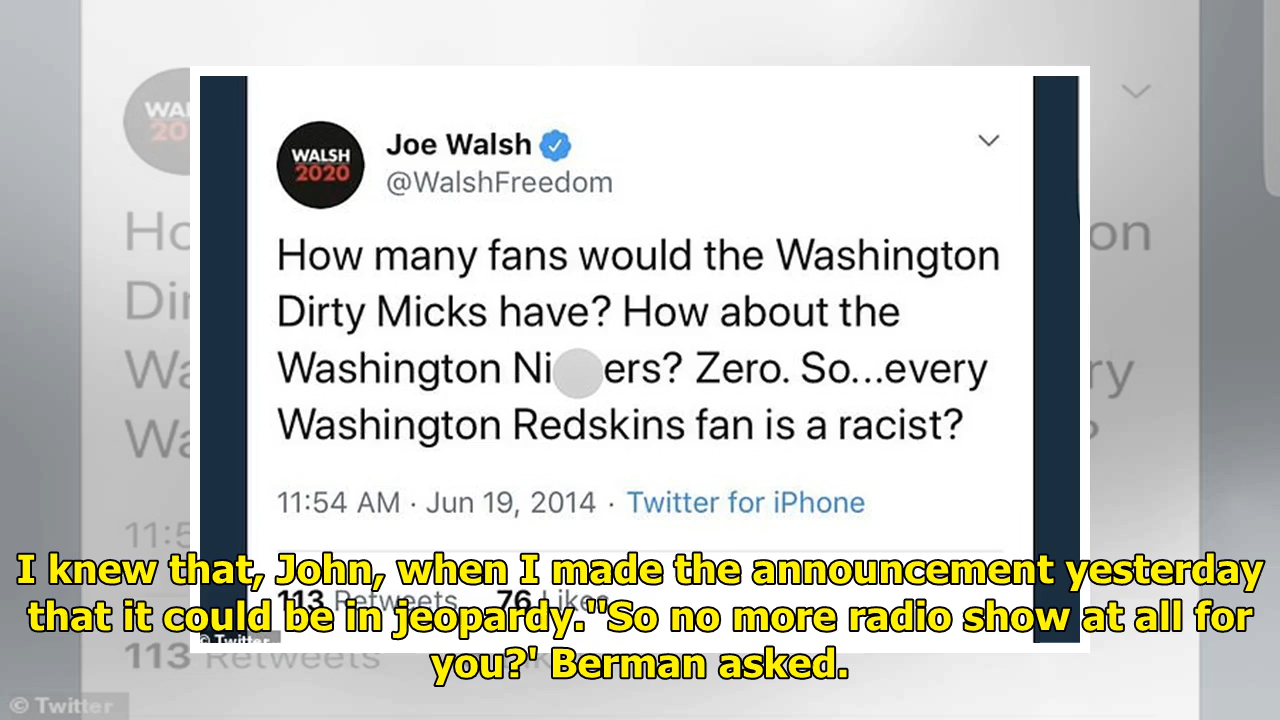 WALSH
2020
Joe Walsh
@WalshFreedom
How many fans would the Washington
Dirty Micks have? How about the
Washington Ni ers? Zero. So...every
Washington Redskins fan is a racist?
11:54 AM · Jun 19, 2014 · Twitter for iPhone
113 Retweets 76 Likes
© Twitter
I knew that, John, when I made the announcement yesterday
that it could be in jeopardy.''So no more radio show at all for
you?' Berman asked.
113 Retweets
© Twitter